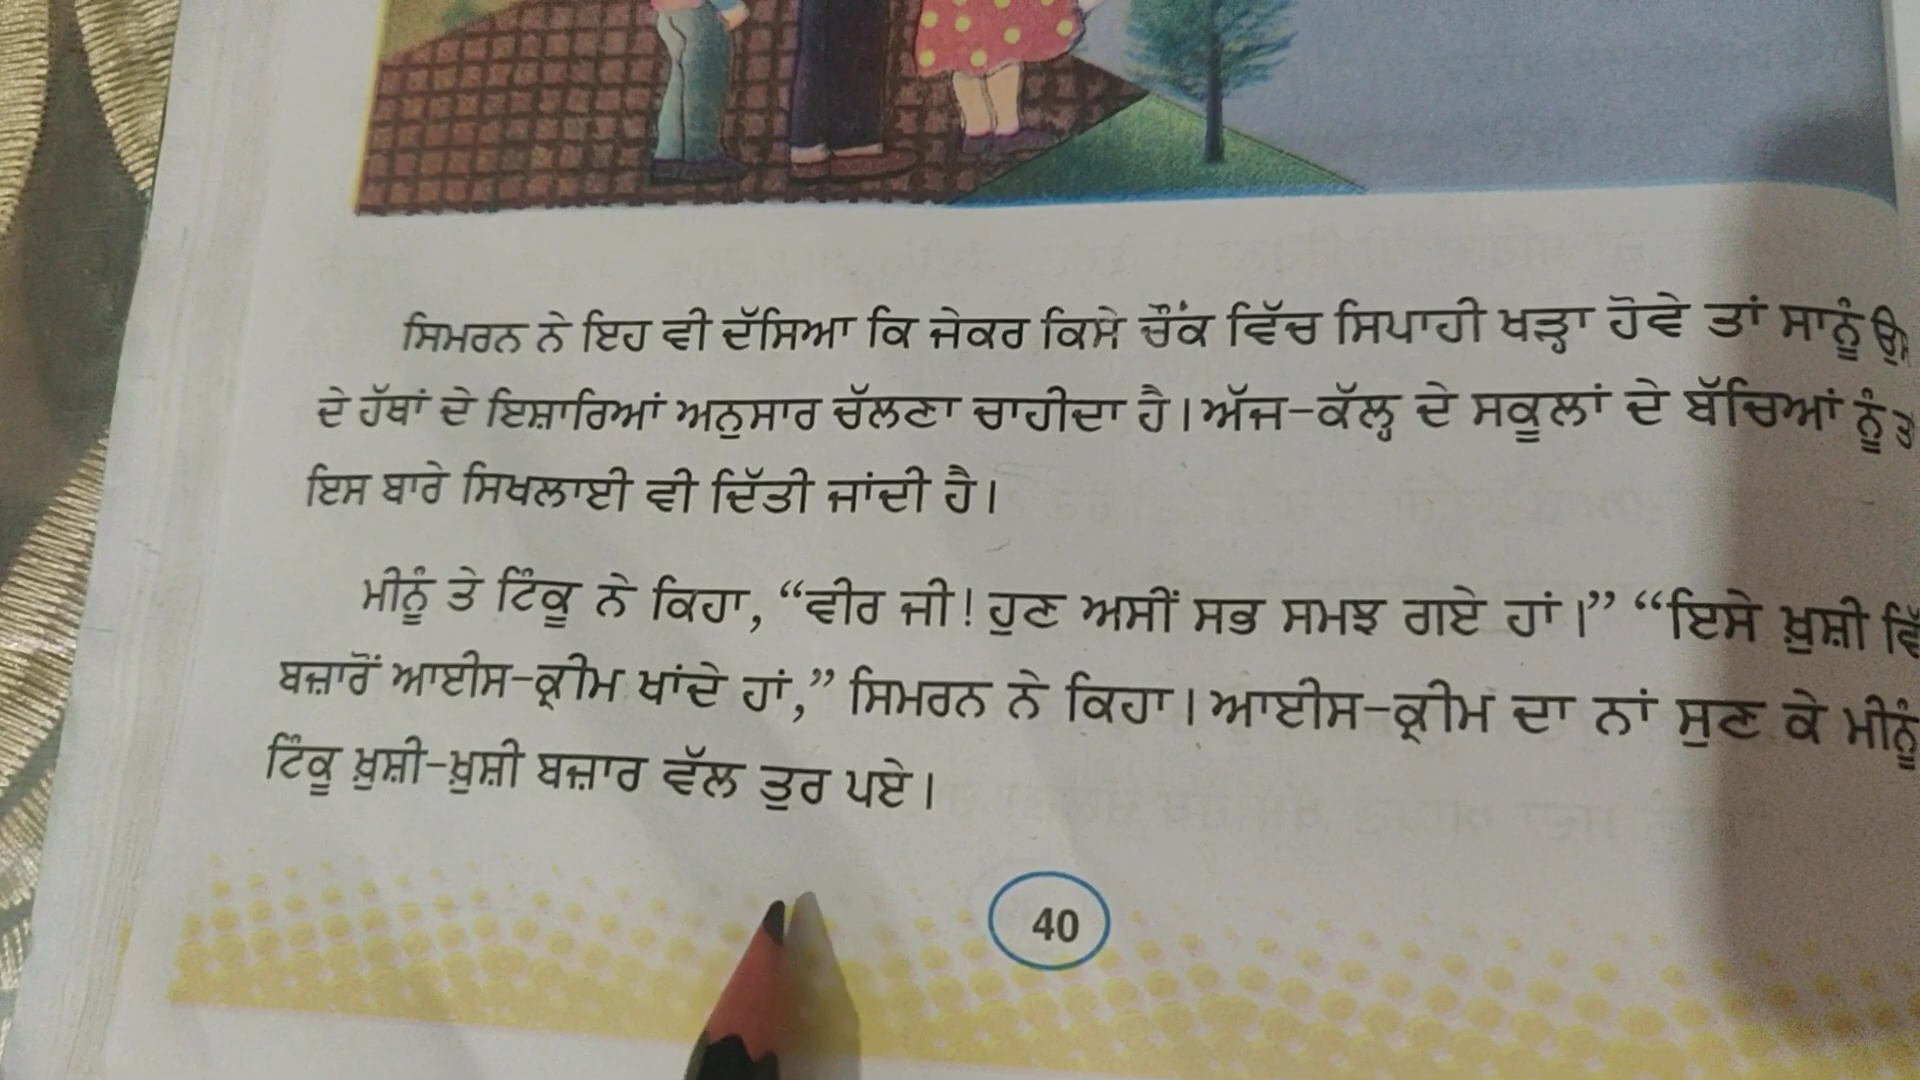 ਸਿਮਰਨ ਨੇ ਇਹ ਵੀ ਦੱਸਿਆ ਕਿ ਜੇਕਰ ਕਿਸੇ ਚੌਂਕ ਵਿੱਚ ਸਿਪਾਹੀ ਖੜ੍ਹਾ ਹੋਵੇ ਤਾਂ ਸਾਨੂੰ
ਦੇ ਹੱਥਾਂ ਦੇ ਇਸ਼ਾਰਿਆਂ ਅਨੁਸਾਰ ਚੱਲਣਾ ਚਾਹੀਦਾ ਹੈ। ਅੱਜ-ਕੱਲ੍ਹ ਦੇ ਸਕੂਲਾਂ ਦੇ ਬੱਚਿਆਂ ਨੂੰ
ਇਸ ਬਾਰੇ ਸਿਖਲਾਈ ਵੀ ਦਿੱਤੀ ਜਾਂਦੀ ਹੈ।
ਮੀਨੂੰ ਤੇ ਟਿੰਕੂ ਨੇ ਕਿਹਾ, “ਵੀਰ ਜੀ! ਹੁਣ ਅਸੀਂ ਸਭ ਸਮਝ ਗਏ ਹਾਂ।” “ਇਸੇ ਖ਼ੁਸ਼ੀ
ਬਜ਼ਾਰੋਂ ਆਈਸ-ਕ੍ਰੀਮ ਖਾਂਦੇ ਹਾਂ,” ਸਿਮਰਨ ਨੇ ਕਿਹਾ। ਆਈਸ-ਕ੍ਰੀਮ ਦਾ ਨਾਂ ਸੁਣ ਕੇ ਮੀਨੂੰ
ਟਿੰਕੂ ਖ਼ੁਸ਼ੀ-ਖ਼ੁਸ਼ੀ ਬਜ਼ਾਰ ਵੱਲ ਤੁਰ ਪਏ।
40